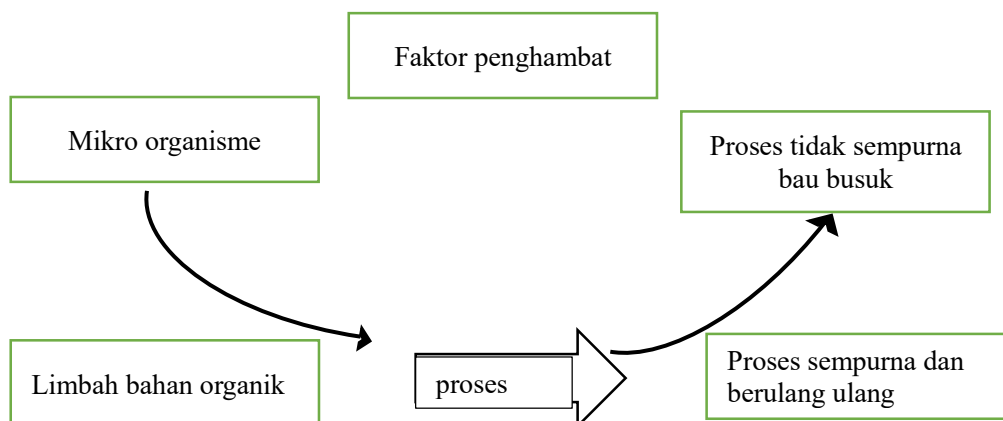 Faktor penghambat
Mikro organisme
Proses tidak sempurna
bau busuk
Limbah bahan organik
proses
Proses sempurna dan
berulang ulang